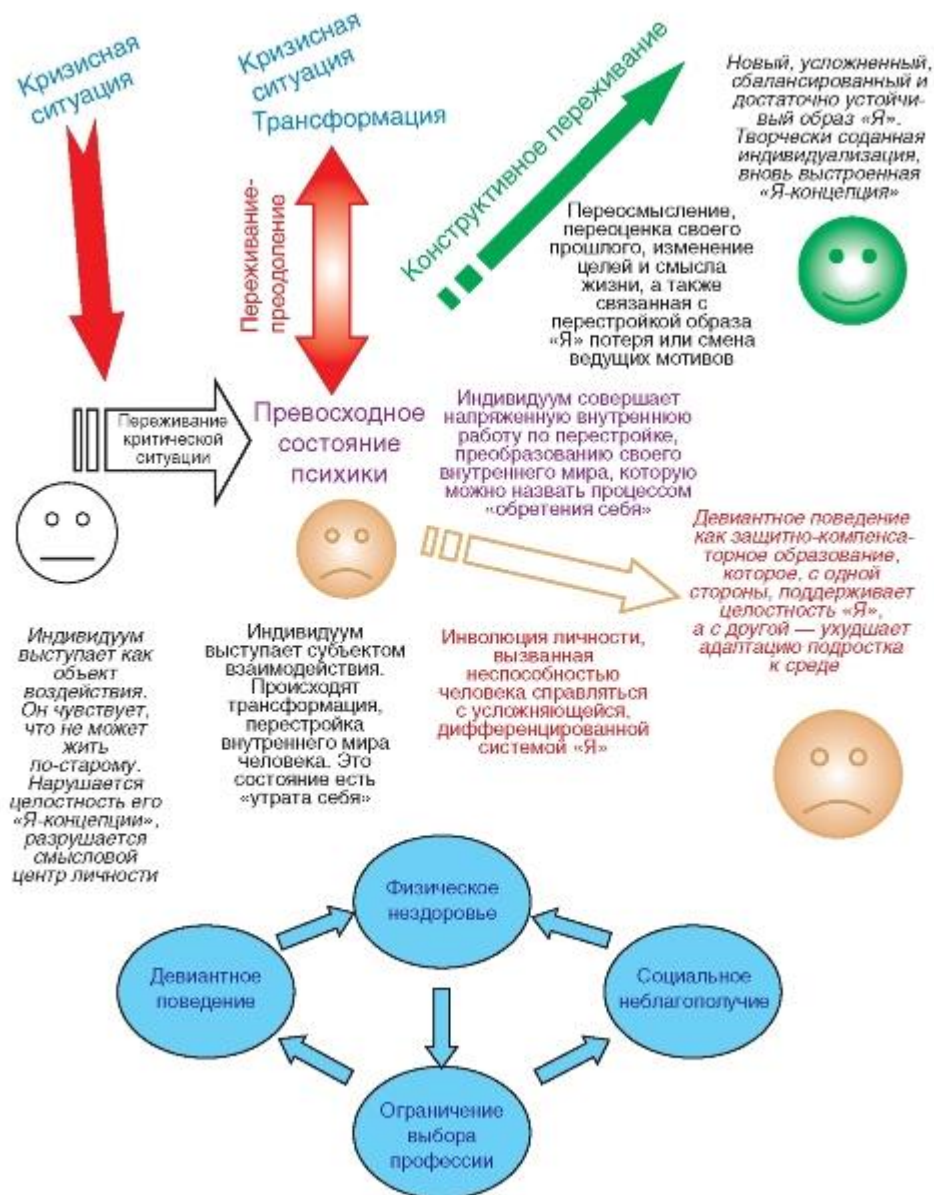 Кризисная
ситуация
Кризисная
ситуация
Трансформация
Переживание-
преодоление
Конструктивное переживание
Новый, усложненный,
сбалансированный и
достаточно устойчи-
вый образ «Я».
Творчески соданная
индивидуализация,
вновь выстроенная
«Я-концепция»
Переосмысление,
переоценка своего
прошлого, изменение
целей и смысла
жизни, а также
связанная с
перестройкой образа
«Я» потеря или смена
ведущих мотивов
Переживание
критической
ситуации
Превосходное
состояние
психики
Индивидуум совершает
напряженную внутреннюю
работу по перестройке,
преобразованию своего
внутреннего мира, которую
можно назвать процессом
«обретения себя»
Девиантное поведение
как защитно-компенса-
торное образование,
которое, с одной
стороны, поддерживает
целостность «Я»,
а с другой — ухудшает
адаптацию подростка
к среде
Индивидуум
выступает как
объект
воздействия.
Он чувствует,
что не может
жить
по-старому.
Нарушается
целостность его
«Я-концепции»,
разрушается
смысловой
центр личности
Индивидуум
выступает субъектом
взаимодействия.
Происходят
трансформация,
перестройка
внутреннего мира
человека. Это
состояние есть
«утрата себя»
Инволюция личности,
вызванная
неспособностью
человека справляться
с усложняющейся,
дифференцированной
системой «Я»
Физическое
нездоровье
Девиантное
поведение
Социальное
неблагополучие
Ограничение
выбора
профессии